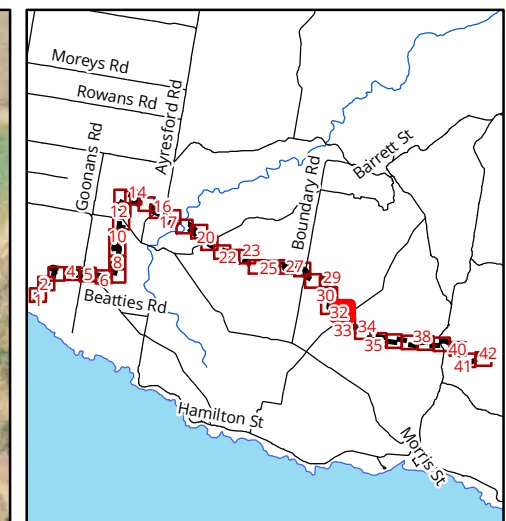 Moreys Rd
Rowans Rd
Ayresford Rd
Goonans Rd
Barrett St
Boundary Rd
14
16
12
17
10
20
22
23
8
25
27
4
5
6
29
2
1
30
Beatties Rd
32
33
34
35
38
40
42
41
Hamilton St
Morris St